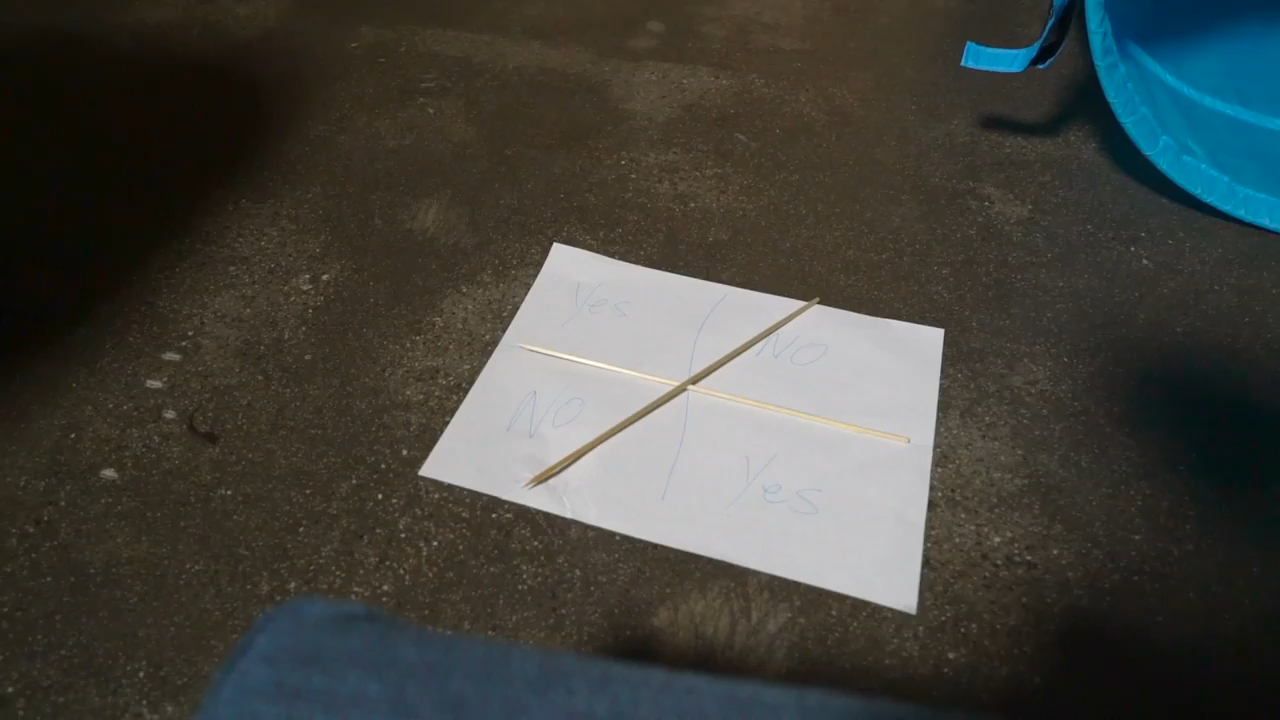 Yes NO
NO Yes